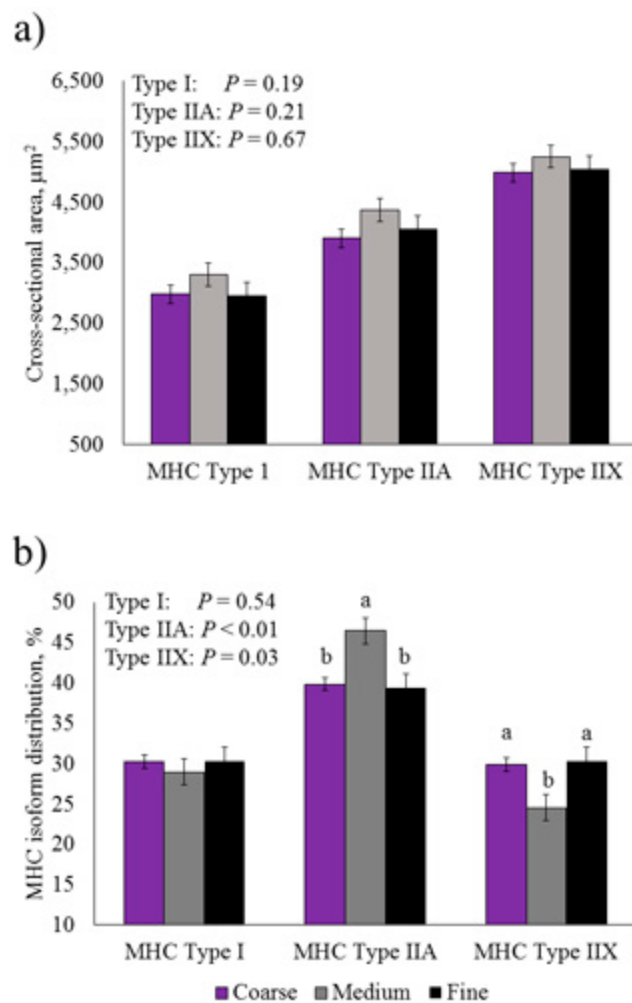 a)
6,500
5,500
4,500
3,500
2,500
1,500
500
Cross-sectional area, µm²
Type I: P = 0.19
Type IIA: P = 0.21
Type IIX: P = 0.67
MHC Type 1 MHC Type IIA MHC Type IIX
b)
50
45
40
35
30
25
20
15
10
MHC isoform distribution, %
Type I: P = 0.54
Type IIA: P < 0.01
Type IIX: P = 0.03
b a b
a b a
MHC Type I MHC Type IIA MHC Type IIX
Coarse Medium Fine